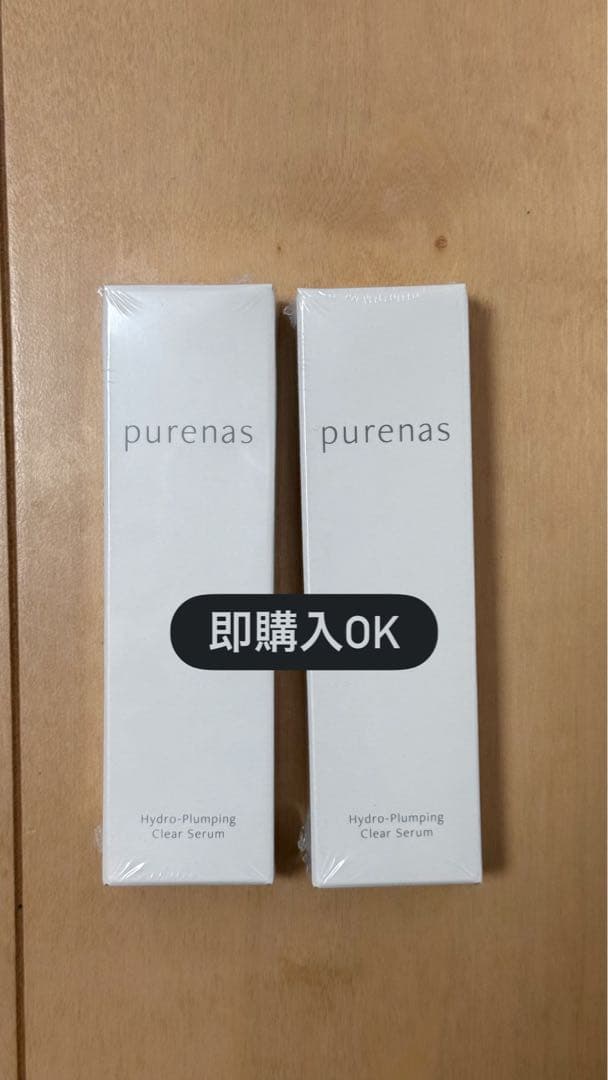 purenas
purenas
即購入OK
Hydro-Plumping
Clear Serum
Hydro-Plumping
Clear Serum